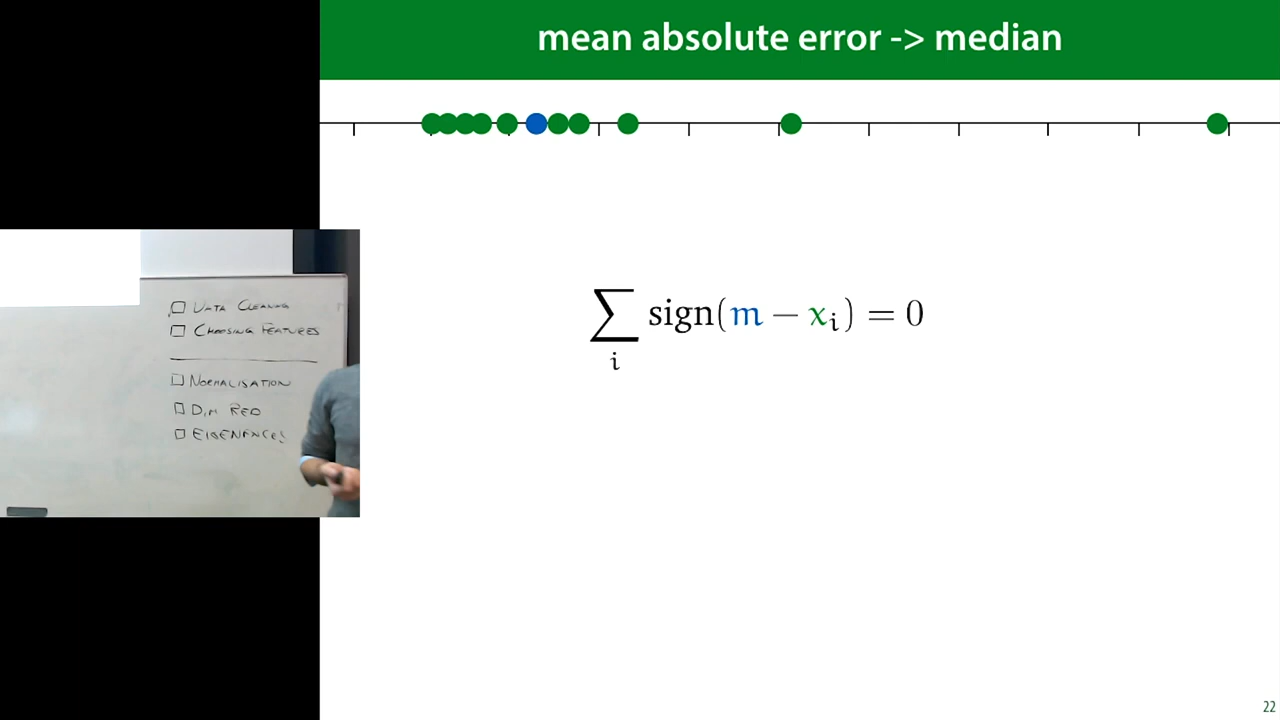 mean absolute error -> median
∑ sign(m − xᵢ) = 0
i
DATA CLEANING
CHOOSING FEATURES
NORMALISATION
DIM RED
EIGENFACES
22